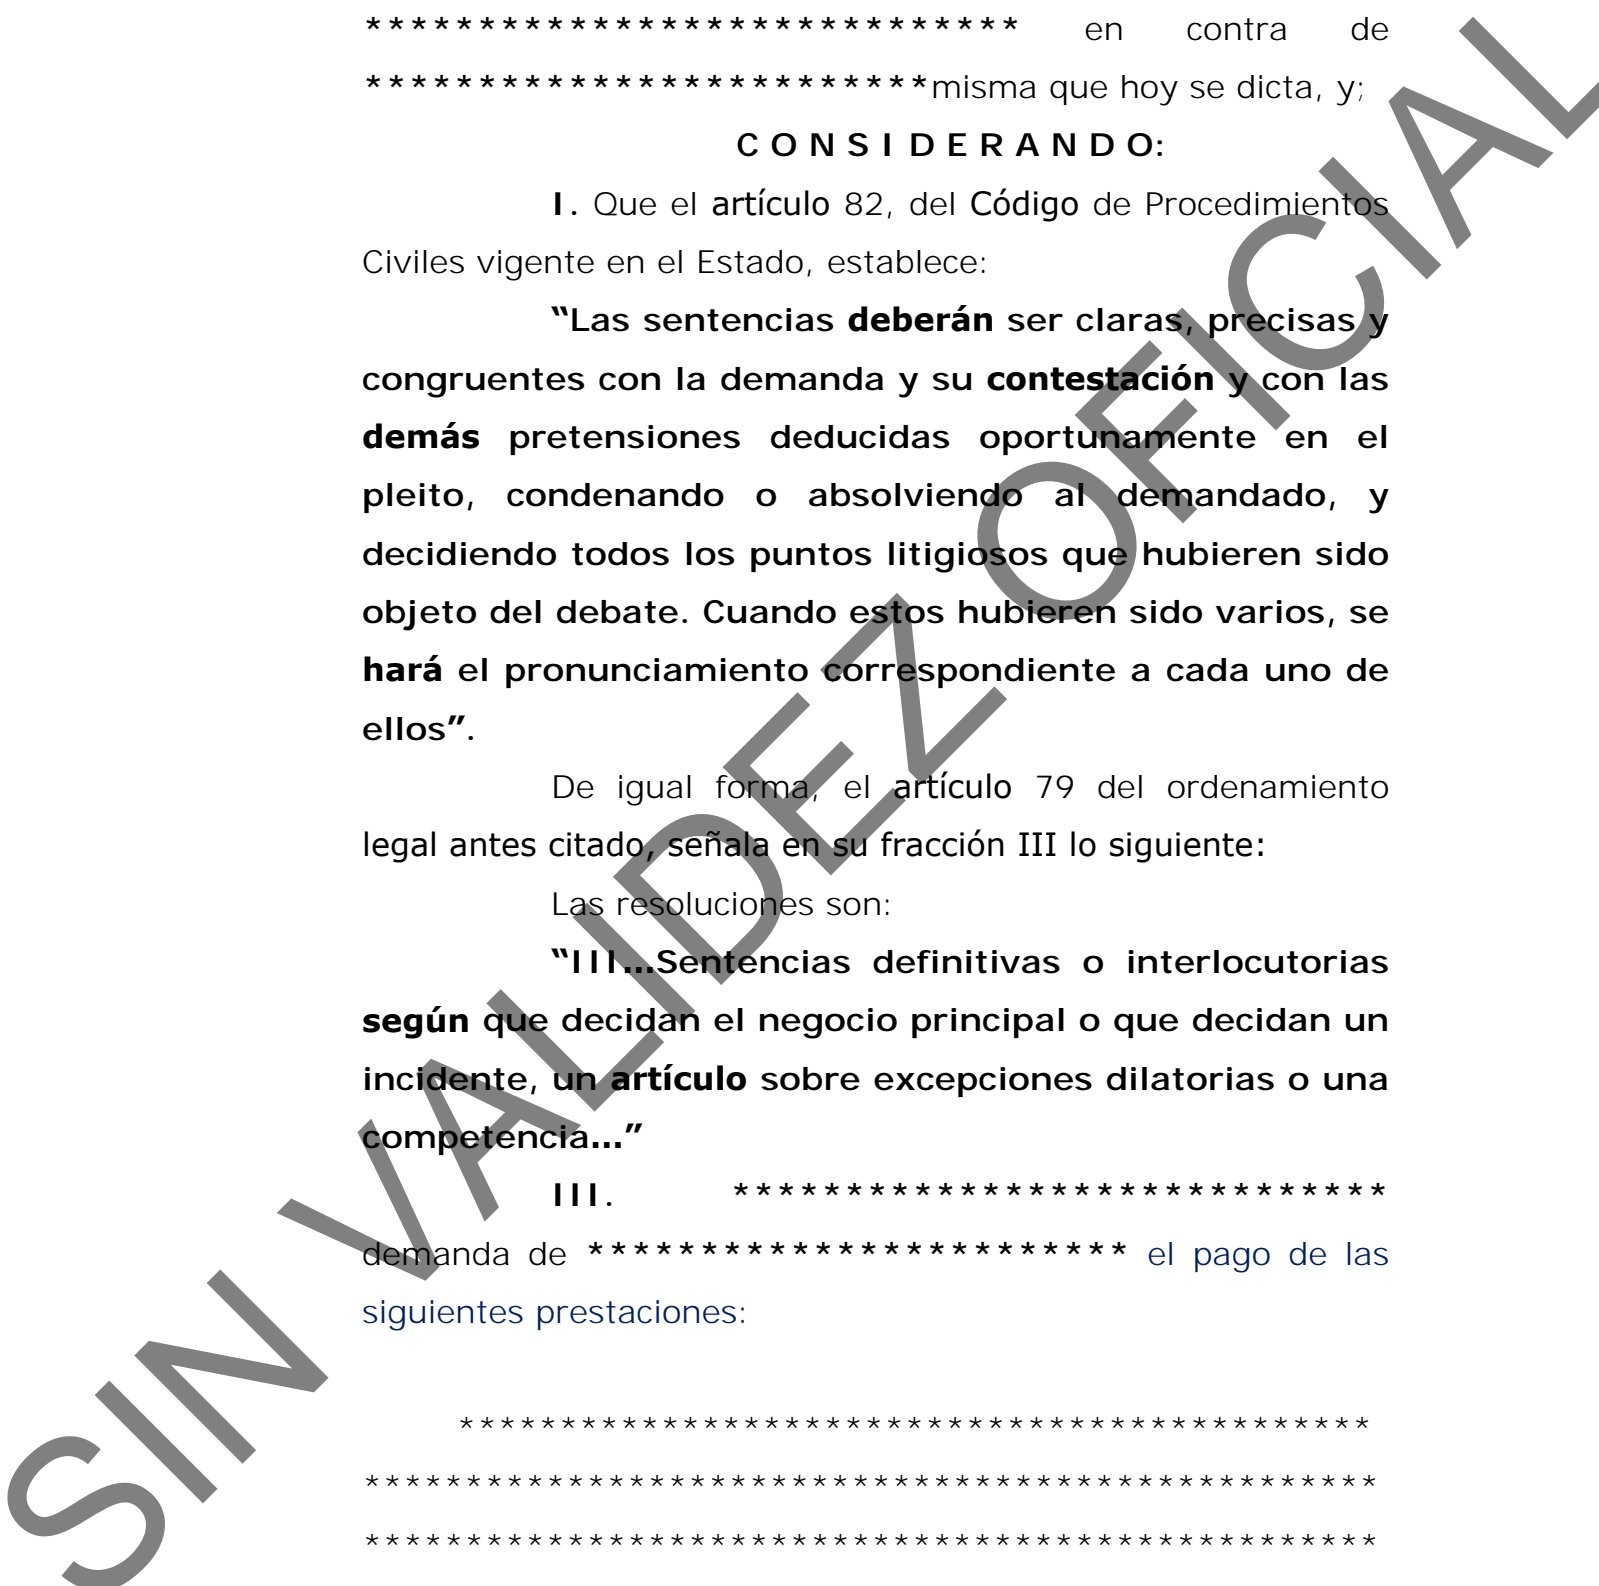 ***************************** en contra de
*************************misma que hoy se dicta, y;
C O N S I D E R A N D O:
I. Que el artículo 82, del Código de Procedimientos
Civiles vigente en el Estado, establece:
“Las sentencias deberán ser claras, precisas y
congruentes con la demanda y su contestación y con las
demás pretensiones deducidas oportunamente en el
pleito, condenando o absolviendo al demandado, y
decidiendo todos los puntos litigiosos que hubieren sido
objeto del debate. Cuando estos hubieren sido varios, se
hará el pronunciamiento correspondiente a cada uno de
ellos”.
De igual forma, el artículo 79 del ordenamiento
legal antes citado, señala en su fracción III lo siguiente:
Las resoluciones son:
“III…Sentencias definitivas o interlocutorias
según que decidan el negocio principal o que decidan un
incidente, un artículo sobre excepciones dilatorias o una
competencia…”
III. *****************************
demanda de ************************ el pago de las
siguientes prestaciones:
*********************************************
**************************************************
**************************************************
SIN VALIDEZ OFICIAL